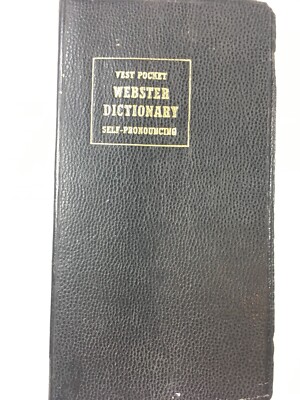 VEST POCKET
WEBSTER
DICTIONARY
SELF-PRONOUNCING